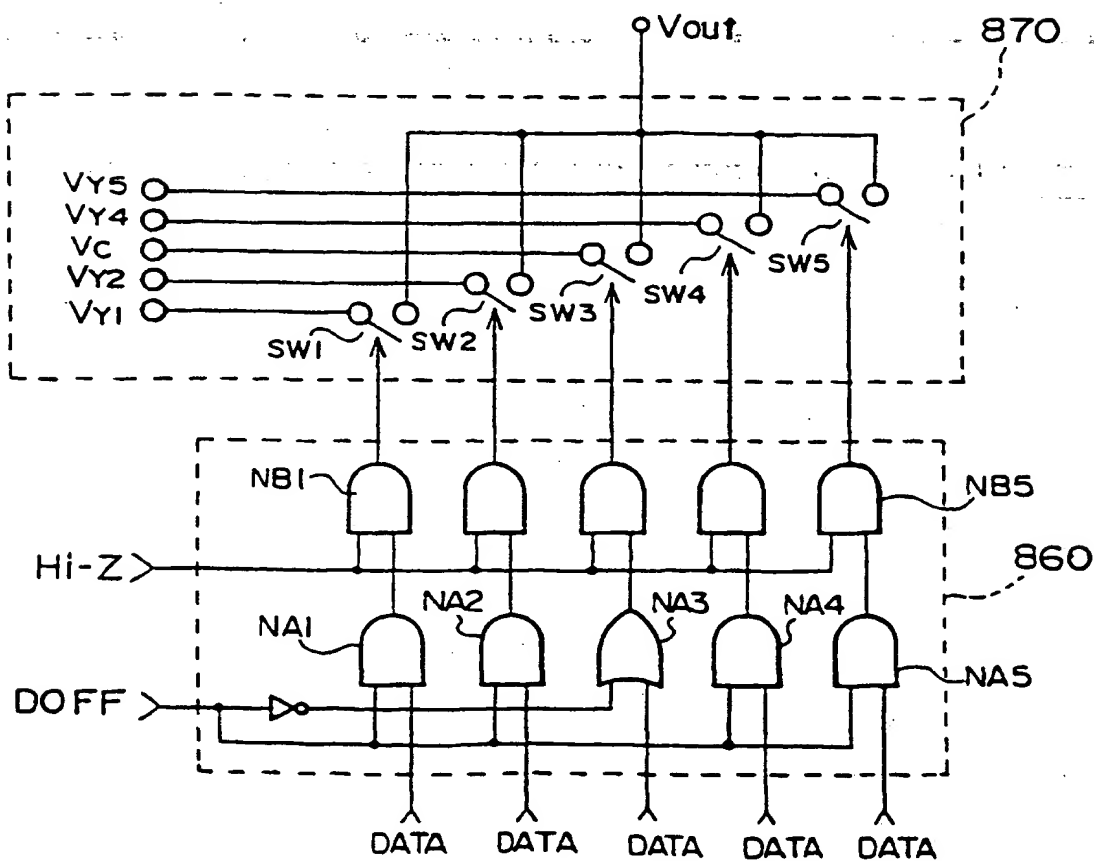 Vout
870
VY5
VY4
VC
VY2
VY1
SW1
SW2
SW3
SW4
SW5
NB1
NB5
Hi-Z
860
NA1
NA2
NA3
NA4
NA5
DOFF
DATA DATA DATA DATA DATA